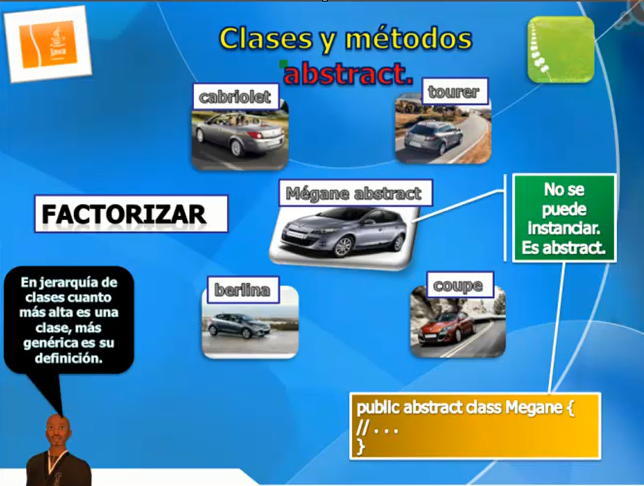 Clases y métodos
abstract.
cabriolet
tourer
Mégane abstract
No se
puede
instanciar.
Es abstract.
FACTORIZAR
En jerarquía de
clases cuanto
más alta es una
clase, más
genérica es su
definición.
berlina
coupe
public abstract class Megane {
// . . .
}